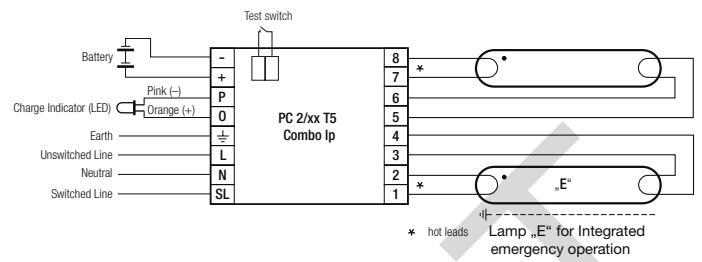 Test switch
Battery
-
+
Pink (–)
P
Charge Indicator (LED)
Orange (+)
O
Earth
Unswitched Line
L
Neutral
N
Switched Line
SL
PC 2/xx T5
Combo lp
8
* 7
6
5
4
3
2
* 1
„E“
* hot leads
Lamp „E“ for Integrated
emergency operation